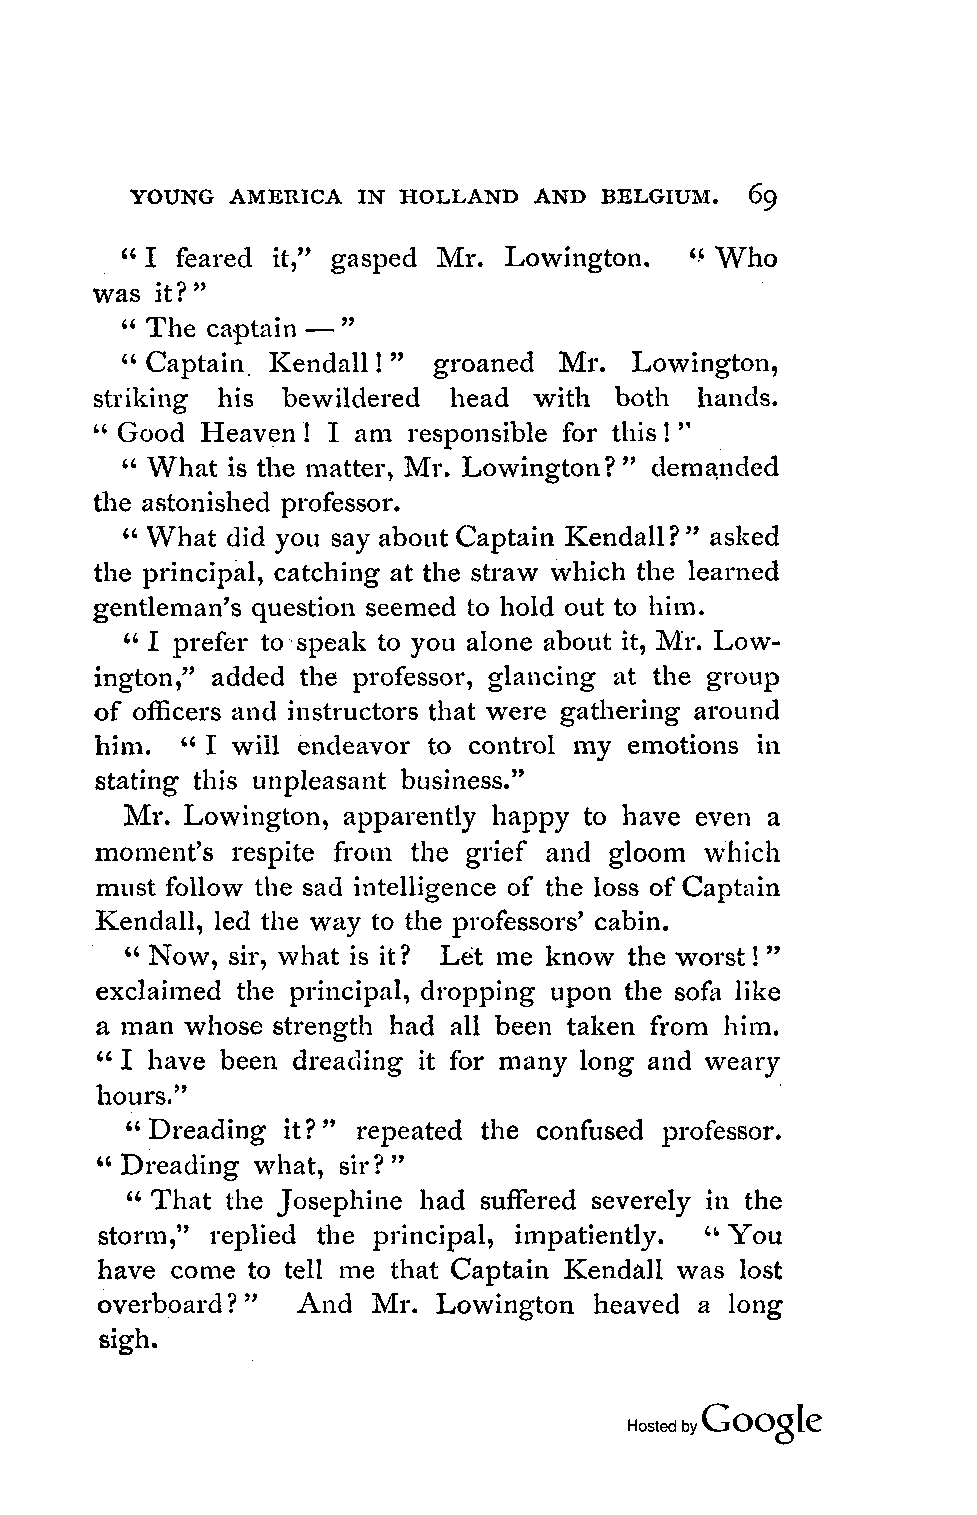 YOUNG AMERICA IN HOLLAND AND BELGIUM. 69
“ I feared it,” gasped Mr. Lowington. “ Who
was it? ”
“ The captain — ”
“ Captain Kendall! ” groaned Mr. Lowington,
striking his bewildered head with both hands.
“ Good Heaven! I am responsible for this! ”
“ What is the matter, Mr. Lowington? ” demanded
the astonished professor.
“ What did you say about Captain Kendall? ” asked
the principal, catching at the straw which the learned
gentleman’s question seemed to hold out to him.
“ I prefer to speak to you alone about it, Mr. Low-
ington,” added the professor, glancing at the group
of officers and instructors that were gathering around
him. “ I will endeavor to control my emotions in
stating this unpleasant business.”
Mr. Lowington, apparently happy to have even a
moment’s respite from the grief and gloom which
must follow the sad intelligence of the loss of Captain
Kendall, led the way to the professors’ cabin.
“ Now, sir, what is it? Let me know the worst! ”
exclaimed the principal, dropping upon the sofa like
a man whose strength had all been taken from him.
“ I have been dreading it for many long and weary
hours.”
“ Dreading it? ” repeated the confused professor.
“ Dreading what, sir? ”
“ That the Josephine had suffered severely in the
storm,” replied the principal, impatiently. “ You
have come to tell me that Captain Kendall was lost
overboard? ” And Mr. Lowington heaved a long
sigh.
Hosted by Google